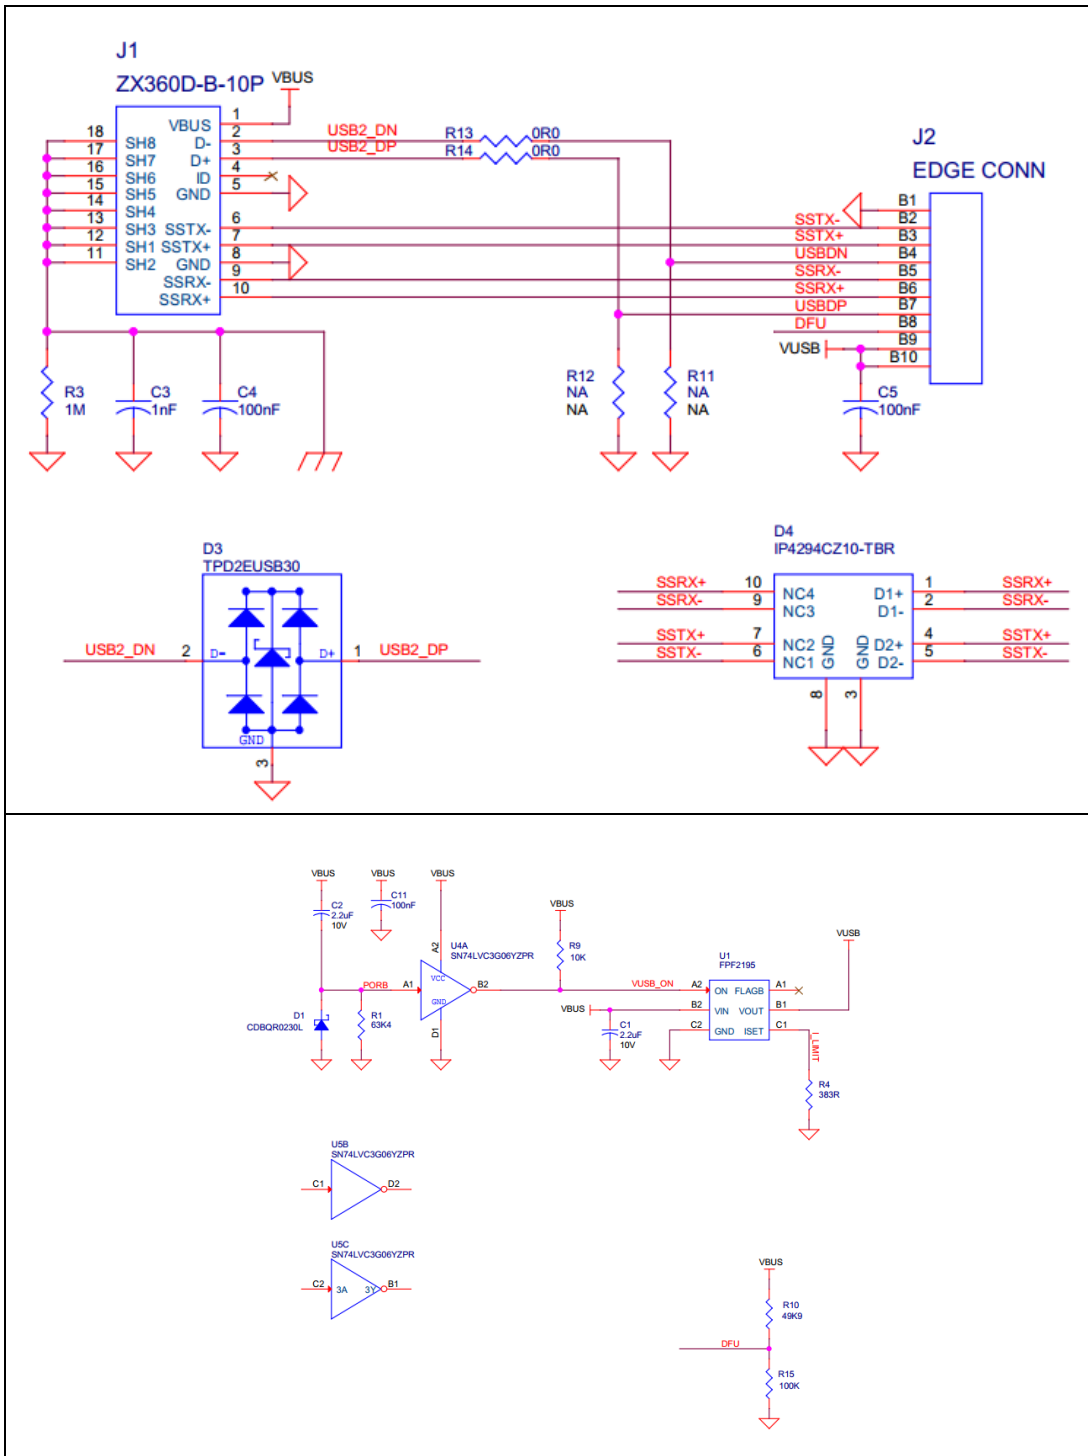 J1
ZX360D-B-10P
VBUS
1
VBUS
2
D-
USB2_DN
R13
0R0
3
D+
USB2_DP
R14
0R0
4
ID
5
GND
18
SH8
17
SH7
16
SH6
15
SH5
14
SH4
13
SH3
12
SH1
11
SH2
6
SSTX-
7
SSTX+
8
GND
9
SSRX-
10
SSRX+
J2
EDGE CONN
B1
SSTX-
B2
SSTX+
B3
USBDN
B4
SSRX-
B5
SSRX+
B6
USBDP
B7
DFU
B8
VUSB
B9
B10
R3
1M
C3
1nF
C4
100nF
R12
NA
NA
R11
NA
NA
C5
100nF
D3
TPD2EUSB30
USB2_DN
2
D-
D+
1
USB2_DP
GND
3
D4
IP4294CZ10-TBR
SSRX+
10
NC4
D1+
1
SSRX+
SSRX-
9
NC3
D1-
2
SSRX-
SSTX+
7
NC2
D2+
4
SSTX+
SSTX-
6
NC1
D2-
5
SSTX-
GND
GND
8
3
VBUS
C2
2.2uF
10V
VBUS
C11
100nF
VBUS
A2
U4A
SN74LVC3G06YZPR
VCC
GND
PORB
A1
B2
D1
D1
CDBQR0230L
R1
63K4
VBUS
R9
10K
VUSB_ON
VBUS
C1
2.2uF
10V
U1
FPF2195
A2
ON
FLAGB
A1
B2
VIN
VOUT
B1
C2
GND
ISET
C1
VUSB
I_LIMIT
R4
383R
U5B
SN74LVC3G06YZPR
C1
D2
U5C
SN74LVC3G06YZPR
C2
3A
3Y
B1
VBUS
R10
49K9
DFU
R15
100K